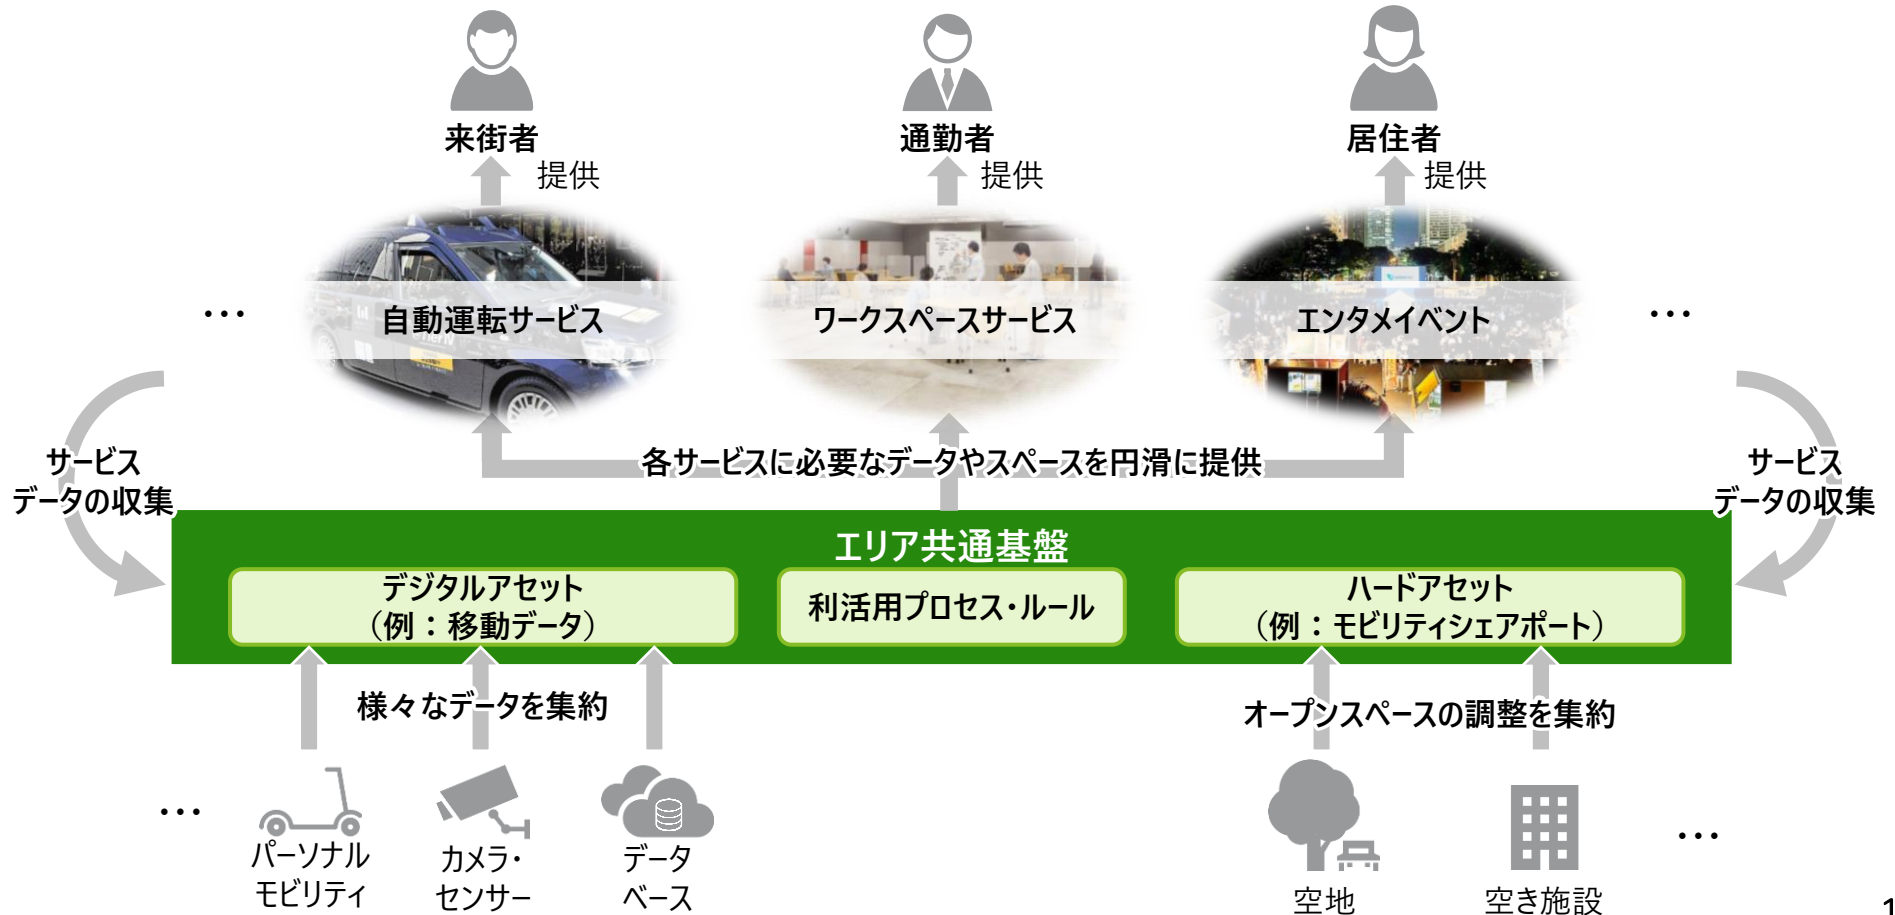 来街者
通勤者
居住者
提供
提供
提供
…
自動運転サービス
ワークスペースサービス
エンタメイベント
…
サービス
データの収集
各サービスに必要なデータやスペースを円滑に提供
サービス
データの収集
エリア共通基盤
デジタルアセット
（例：移動データ）
利活用プロセス・ルール
ハードアセット
（例：モビリティシェアポート）
様々なデータを集約
オープンスペースの調整を集約
…
パーソナル
モビリティ
カメラ・
センサー
データ
ベース
空地
空き施設
…
1